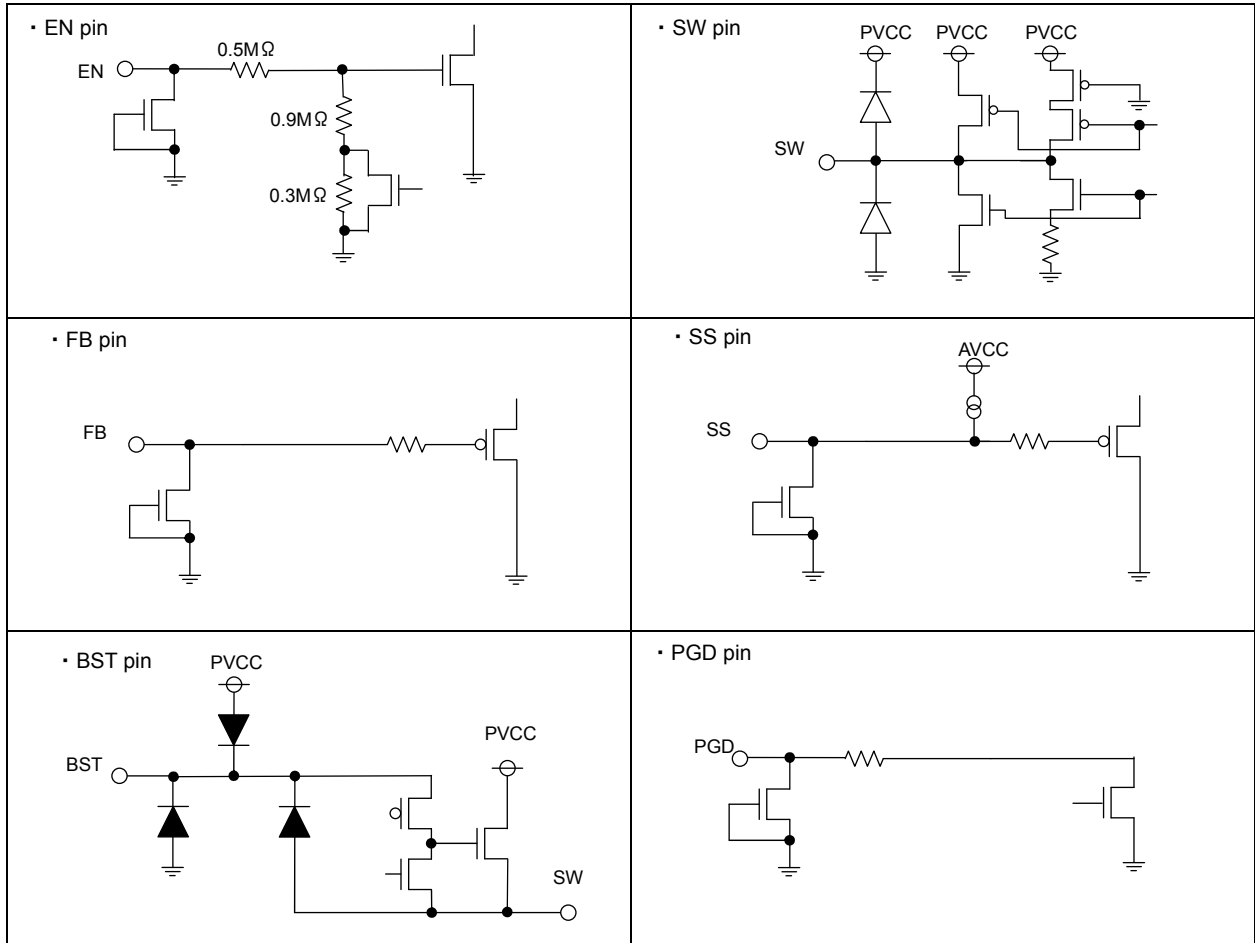 ・EN pin
0.5MΩ
EN
0.9MΩ
0.3MΩ
・SW pin
PVCC PVCC PVCC
SW
・FB pin
FB
・SS pin
AVCC
SS
・BST pin
PVCC
PVCC
BST
SW
・PGD pin
PGD